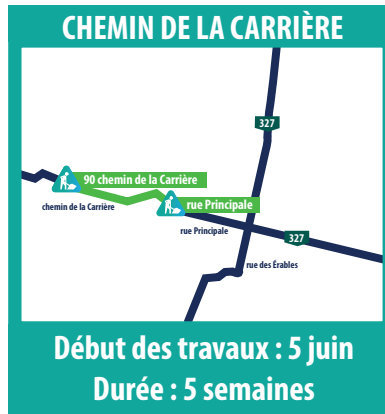 CHEMIN DE LA CARRIÈRE
327
90 chemin de la Carrière
chemin de la Carrière
rue Principale
rue Principale
327
rue des Érables
Début des travaux : 5 juin
Durée : 5 semaines